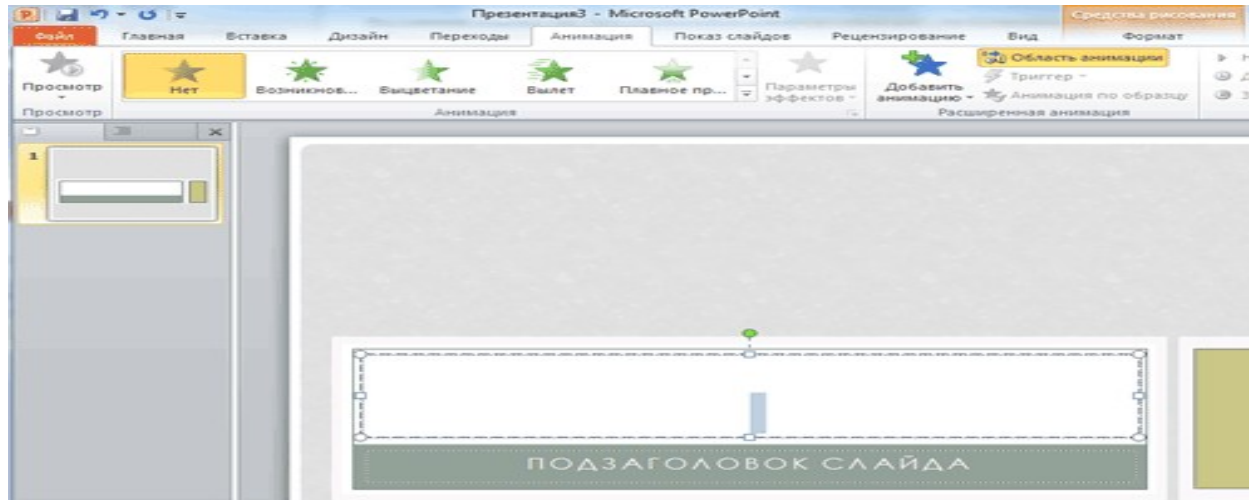 Презентация3 - Microsoft PowerPoint
Средства рисования
Файл Главная Вставка Дизайн Переходы Анимация Показ слайдов Рецензирование Вид Формат
Просмотр Нет Возникнов... Выцветание Вылет Плавное пр... Параметры эффектов Добавить анимацию Область анимации
Триггер
Анимация по образцу
Просмотр Анимация Расширенная анимация
1
ПОДЗАГОЛОВОК СЛАЙДА